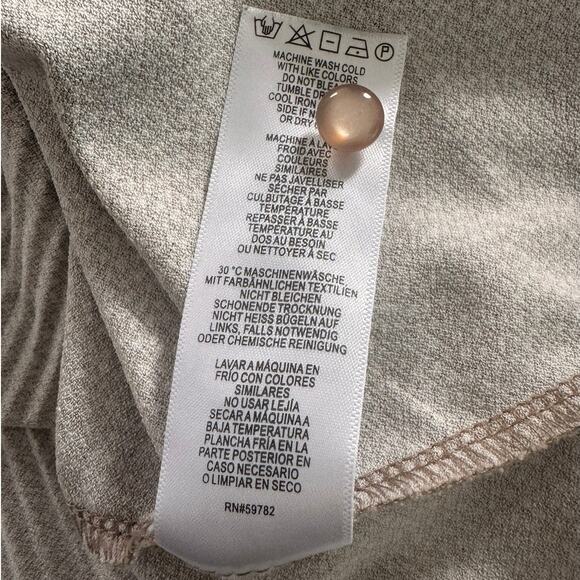 P
MACHINE WASH COLD
WITH LIKE COLORS
DO NOT
TUMBLE
COOL IRON
SIDE IF
OR DRY
MACHINE A
FROID AVEC
COULEURS
SIMILAIRES
NE PAS JAVELLISER
SÉCHER PAR
CULBUTAGE À BASSE
TEMPÉRATURE
REPASSER À BASSE
TEMPÉRATURE AU
DOS AU BESOIN
OU NETTOYER À SEC
30 °C MASCHINENWÄSCHE
MIT FARBÄHNLICHEN TEXTILIEN
NICHT BLEICHEN
SCHONENDE TROCKNUNG
NICHT HEISS BÜGELN AUF
LINKS, FALLS NOTWENDIG
ODER CHEMISCHE REINIGUNG
LAVAR A MÁQUINA EN
FRÍO CON COLORES
SIMILARES
NO USAR LEJÍA
SECAR A MÁQUINA A
BAJA TEMPERATURA
PLANCHA FRÍA EN LA
PARTE POSTERIOR EN
CASO NECESARIO
O LIMPIAR EN SECO
RN#59782